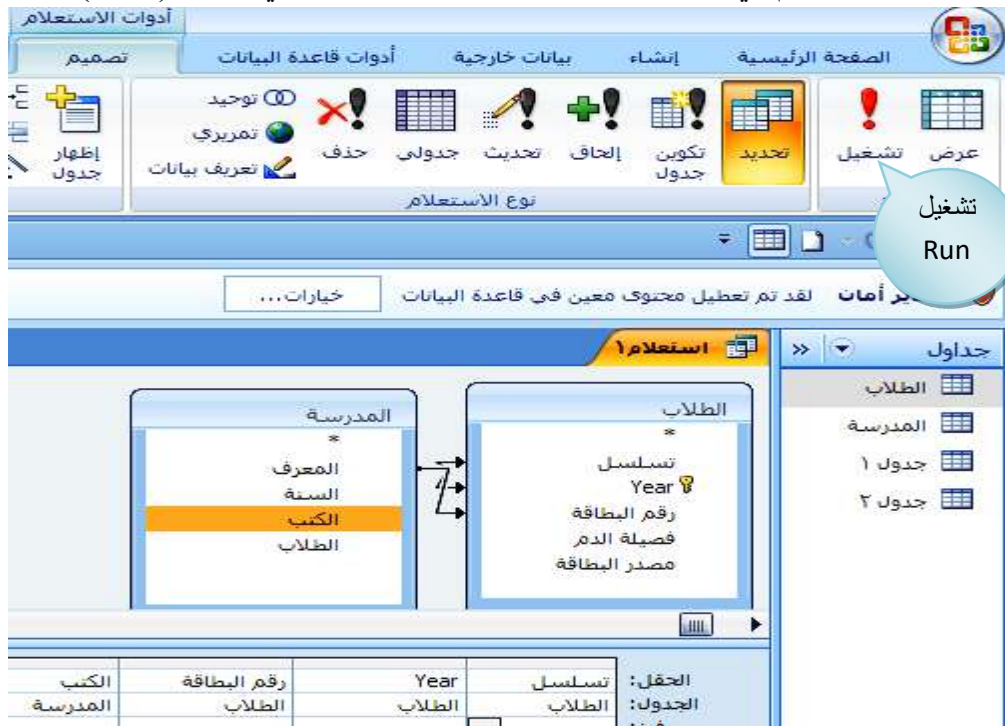 أدوات الاستعلام
الصفحة الرئيسية إنشاء بيانات خارجية أدوات قاعدة البيانات تصميم
عرض تشغيل تحديد تكوين جدول إلحاق تحديث جدولي حذف
توحيد
تمريري
تعريف بيانات
إظهار جدول
نوع الاستعلام
تشغيل
Run
أمان لقد تم تعطيل محتوى معين في قاعدة البيانات خيارات...
جداول «
الطلاب
المدرسة
جدول ١
جدول ٢
استعلام١
الطلاب
*
تسلسل
Year
رقم البطاقة
فصيلة الدم
مصدر البطاقة
المدرسة
*
المعرف
السنة
الكتب
الطلاب
الحقل: تسلسل Year رقم البطاقة الكتب
الجدول: الطلاب الطلاب الطلاب المدرسة